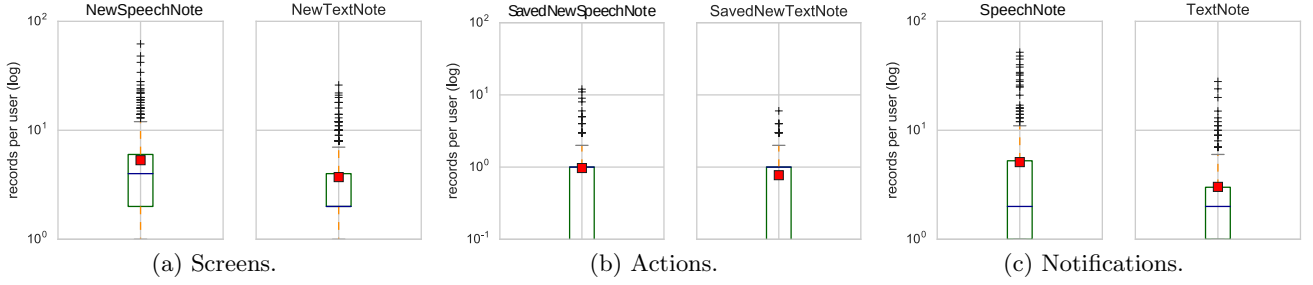 NewSpeechNote NewTextNote SavedNewSpeechNote SavedNewTextNote SpeechNote TextNote
10² 10² 10²
10¹
10¹ 10¹
10⁰
10⁰ 10⁻¹ 10⁰
records per user (log) records per user (log) records per user (log)
(a) Screens. (b) Actions. (c) Notifications.